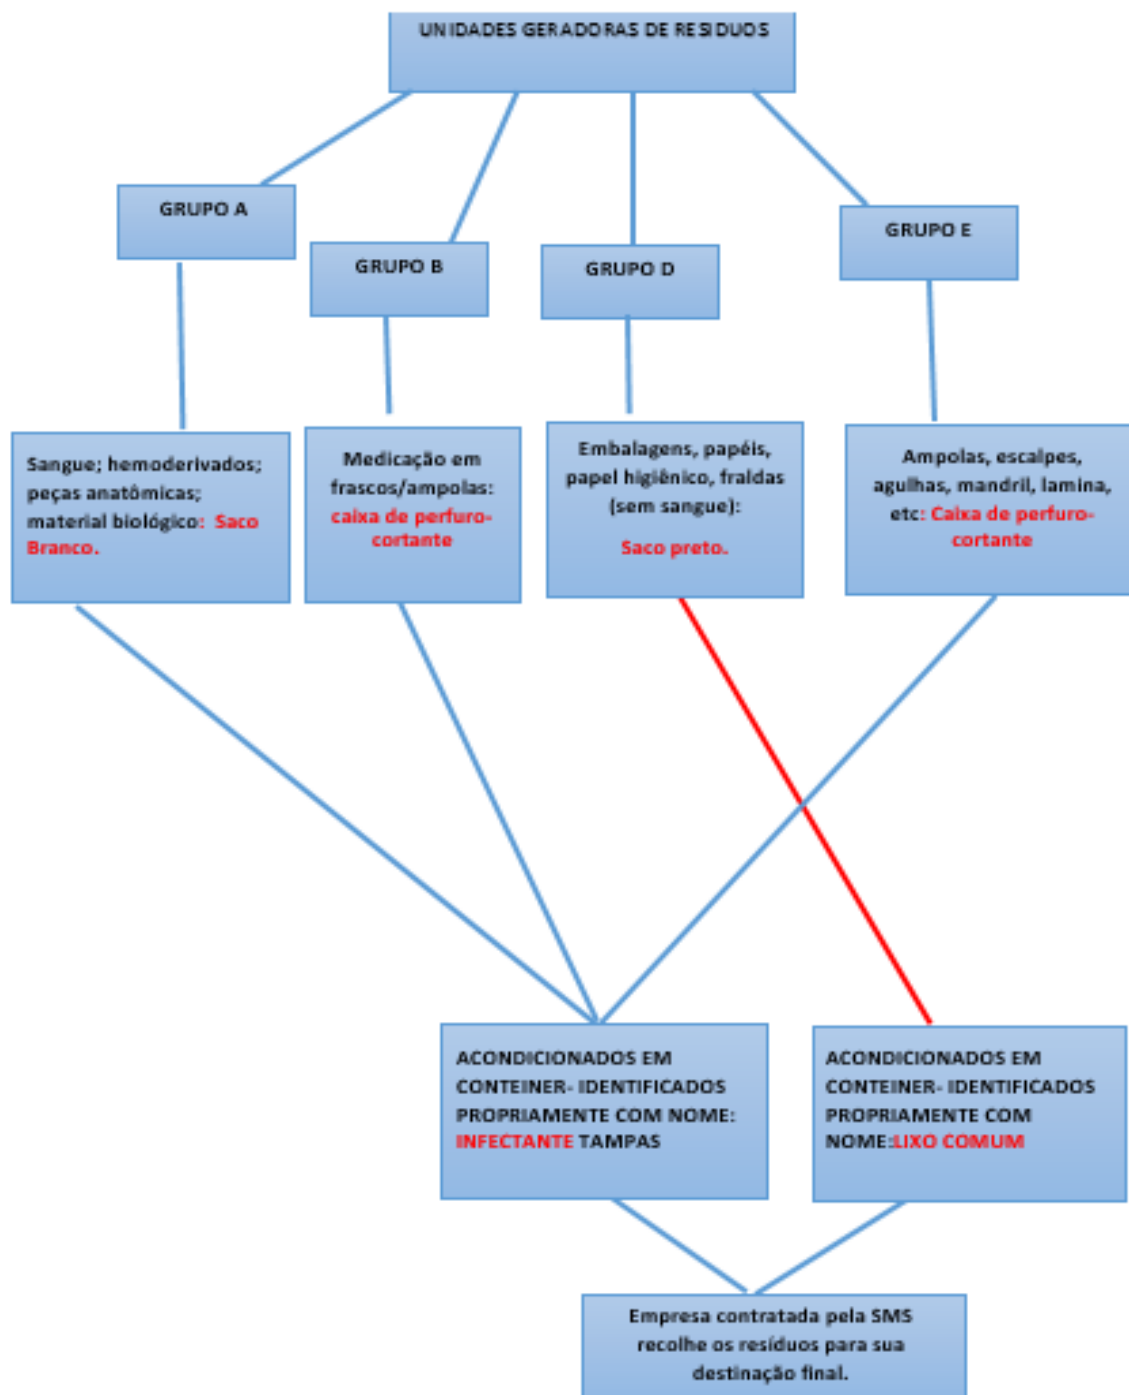 UNIDADES GERADORAS DE RESIDUOS
GRUPO A
GRUPO B
GRUPO D
GRUPO E
Sangue; hemoderivados;
peças anatômicas;
material biológico: Saco
Branco.
Medicação em
frascos/ampolas:
caixa de perfuro-
cortante
Embalagens, papéis,
papel higiênico, fraldas
(sem sangue):
Saco preto.
Ampolas, escalpes,
agulhas, mandril, lamina,
etc: Caixa de perfuro-
cortante
ACONDICIONADOS EM
CONTEINER- IDENTIFICADOS
PROPRIAMENTE COM NOME:
INFECTANTE TAMPAS
ACONDICIONADOS EM
CONTEINER- IDENTIFICADOS
PROPRIAMENTE COM
NOME:LIXO COMUM
Empresa contratada pela SMS
recolhe os resíduos para sua
destinação final.